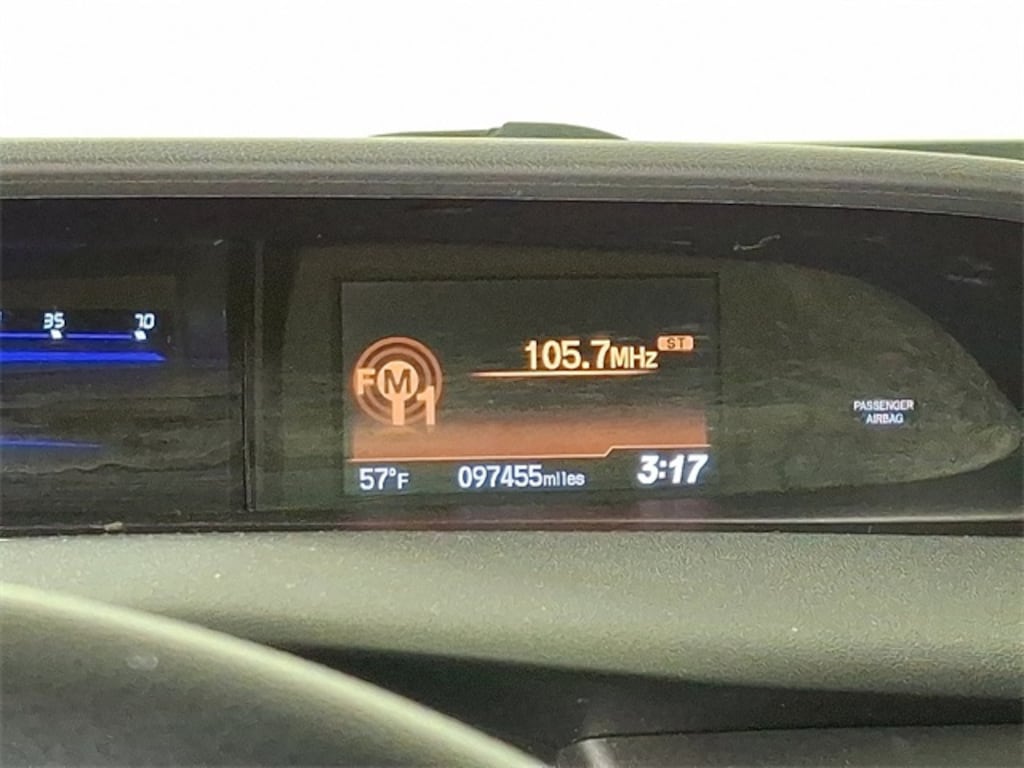 35 70
105.7MHz ST
FM1
57°F 097455miles 3:17
PASSENGER
AIRBAG